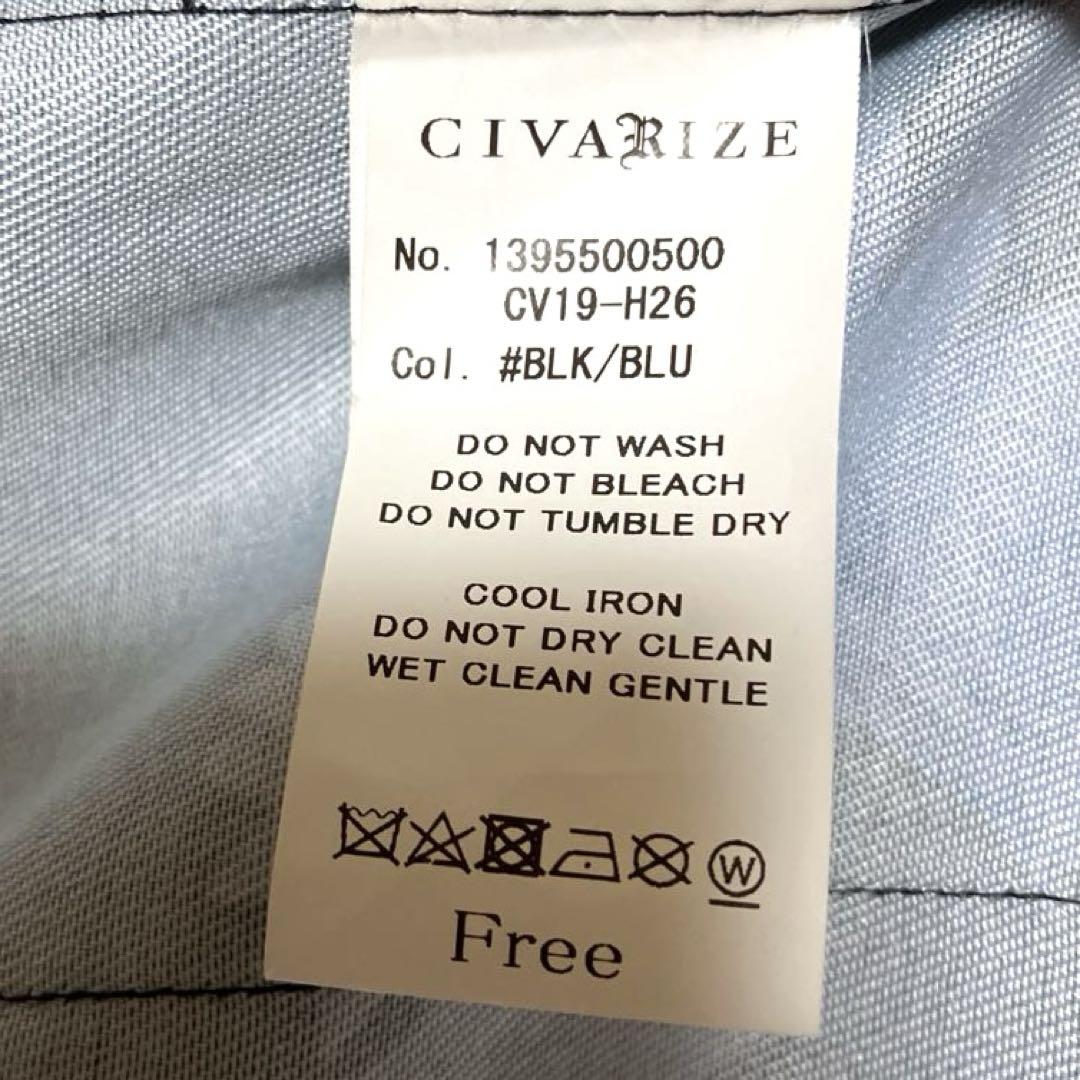 CIVARIZE
No. 1395500500
CV19-H26
Col. #BLK/BLU
DO NOT WASH
DO NOT BLEACH
DO NOT TUMBLE DRY
COOL IRON
DO NOT DRY CLEAN
WET CLEAN GENTLE
W
Free